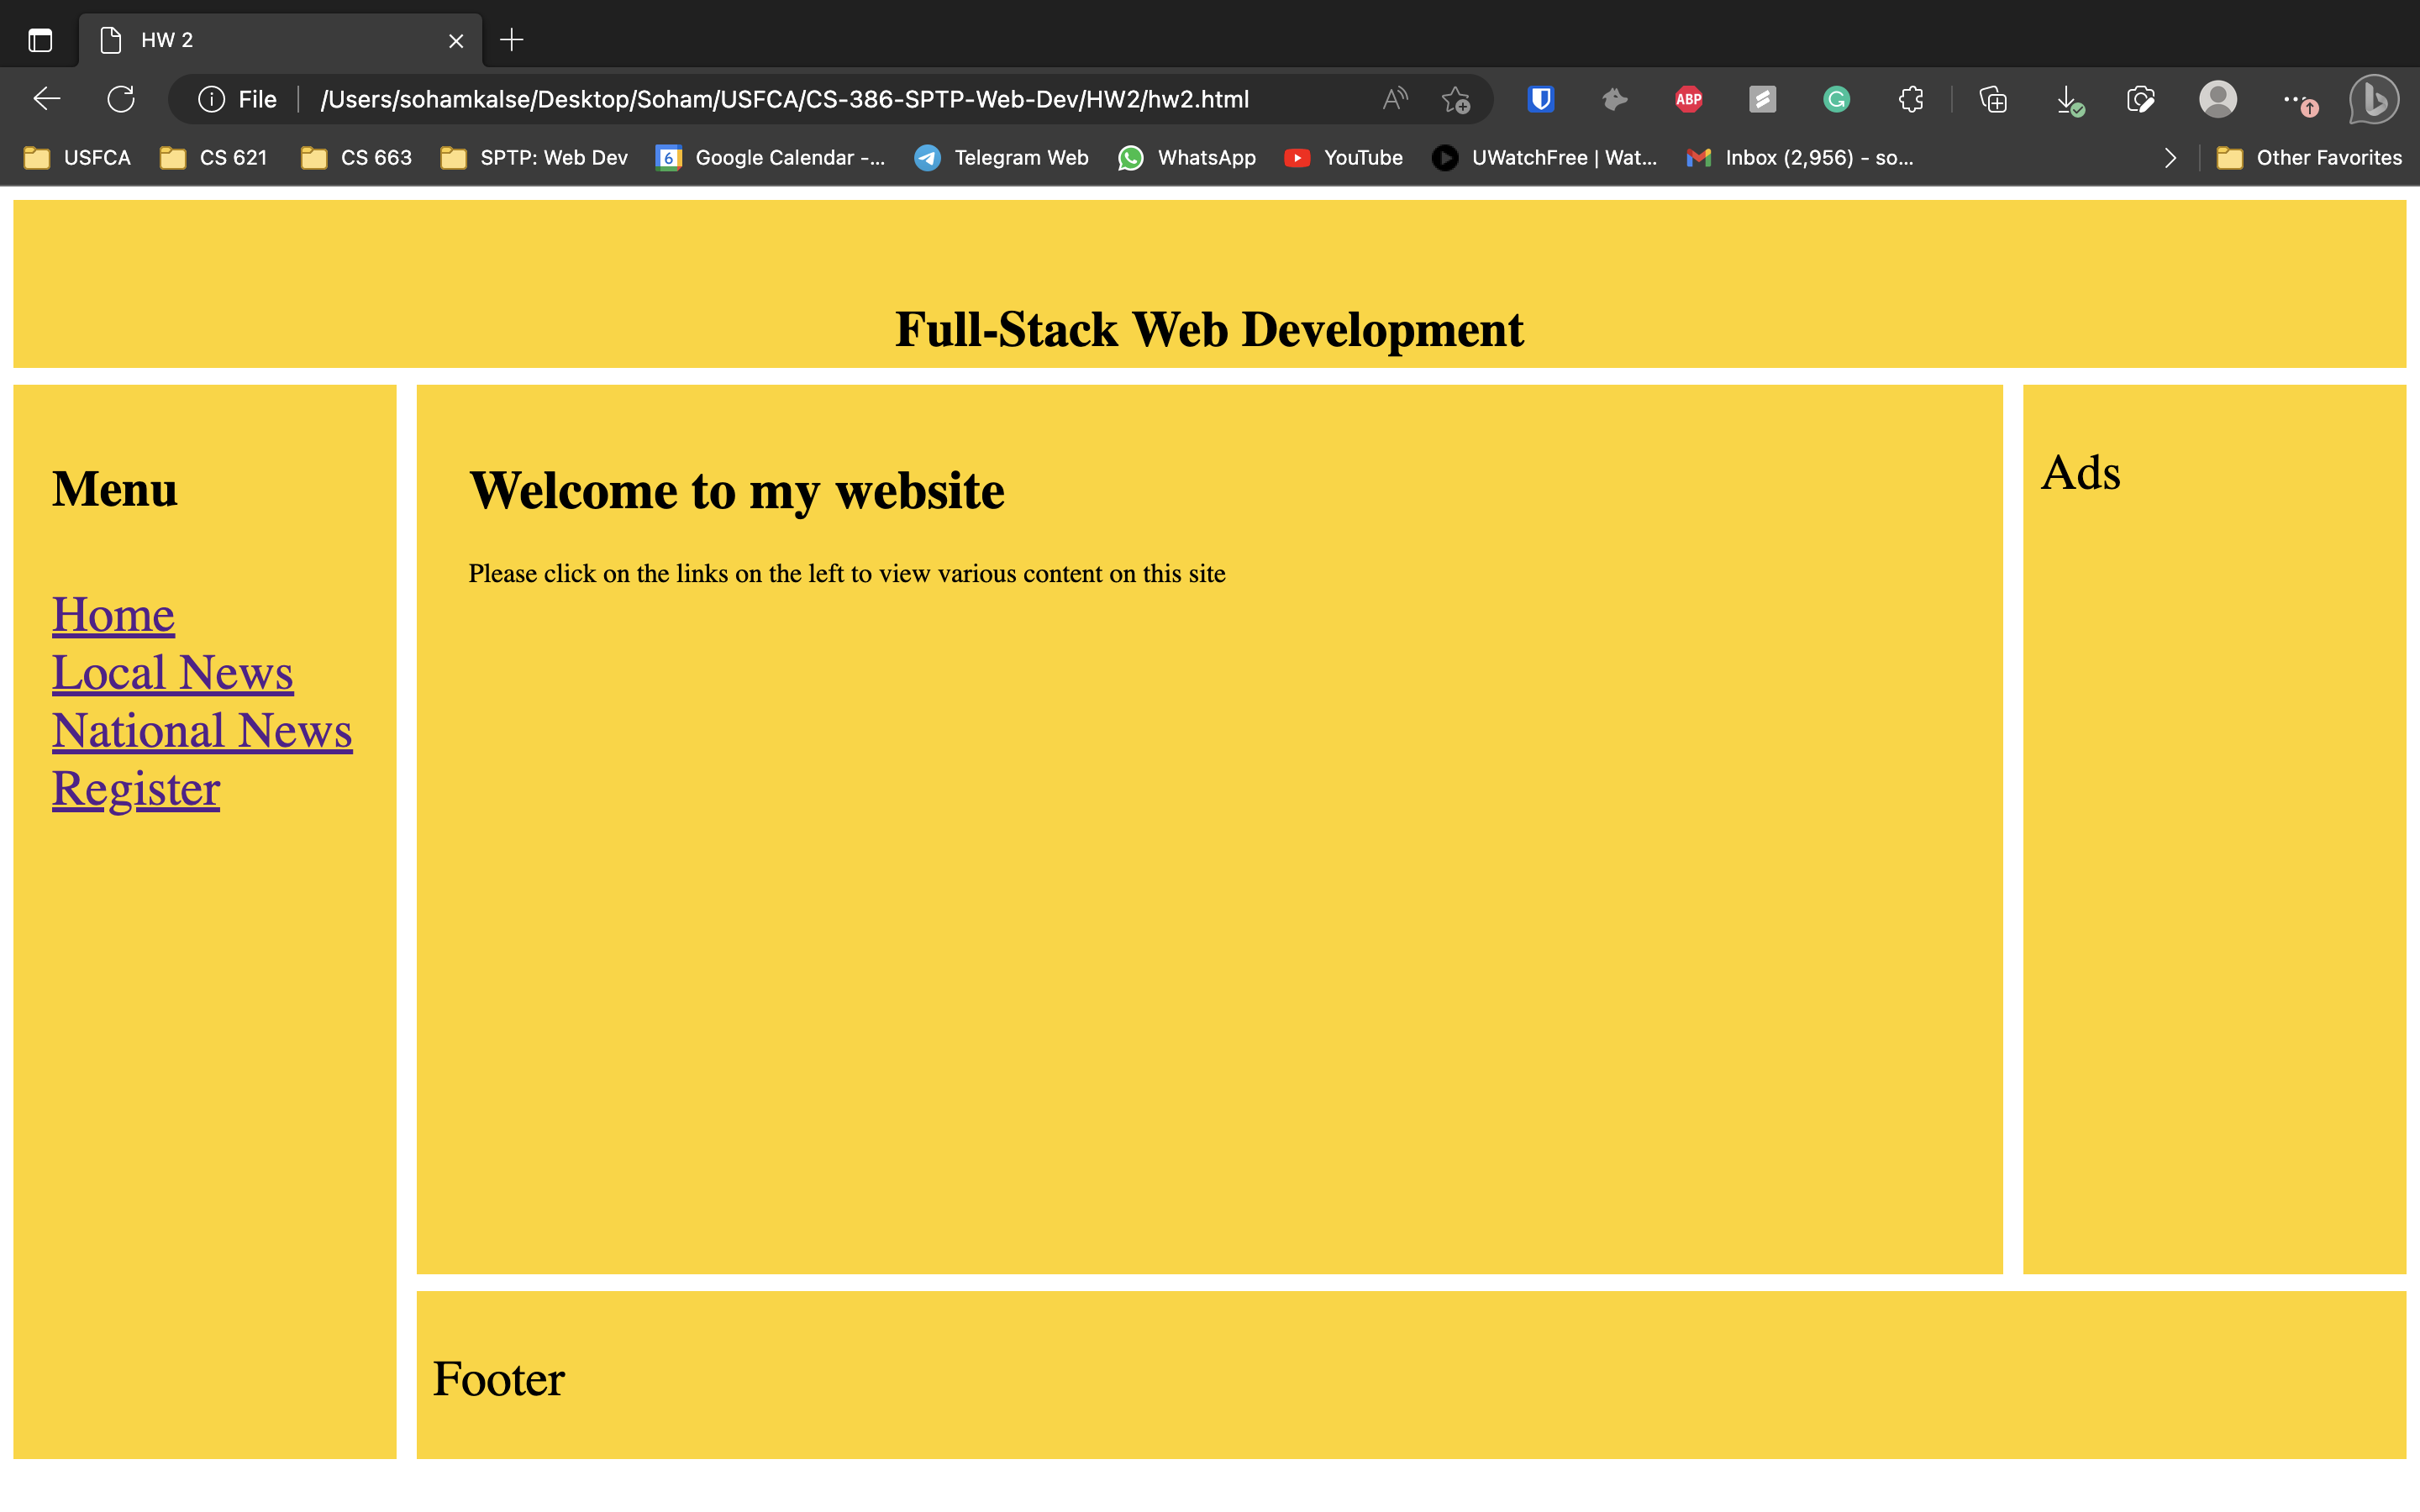 HW 2
File /Users/sohamkalse/Desktop/Soham/USFCA/CS-386-SPTP-Web-Dev/HW2/hw2.html
ABP
USFCA CS 621 CS 663 SPTP: Web Dev 6 Google Calendar -... Telegram Web WhatsApp YouTube UWatchFree | Wat... Inbox (2,956) - so... Other Favorites
Full-Stack Web Development
Menu
Home
Local News
National News
Register
Welcome to my website
Please click on the links on the left to view various content on this site
Ads
Footer